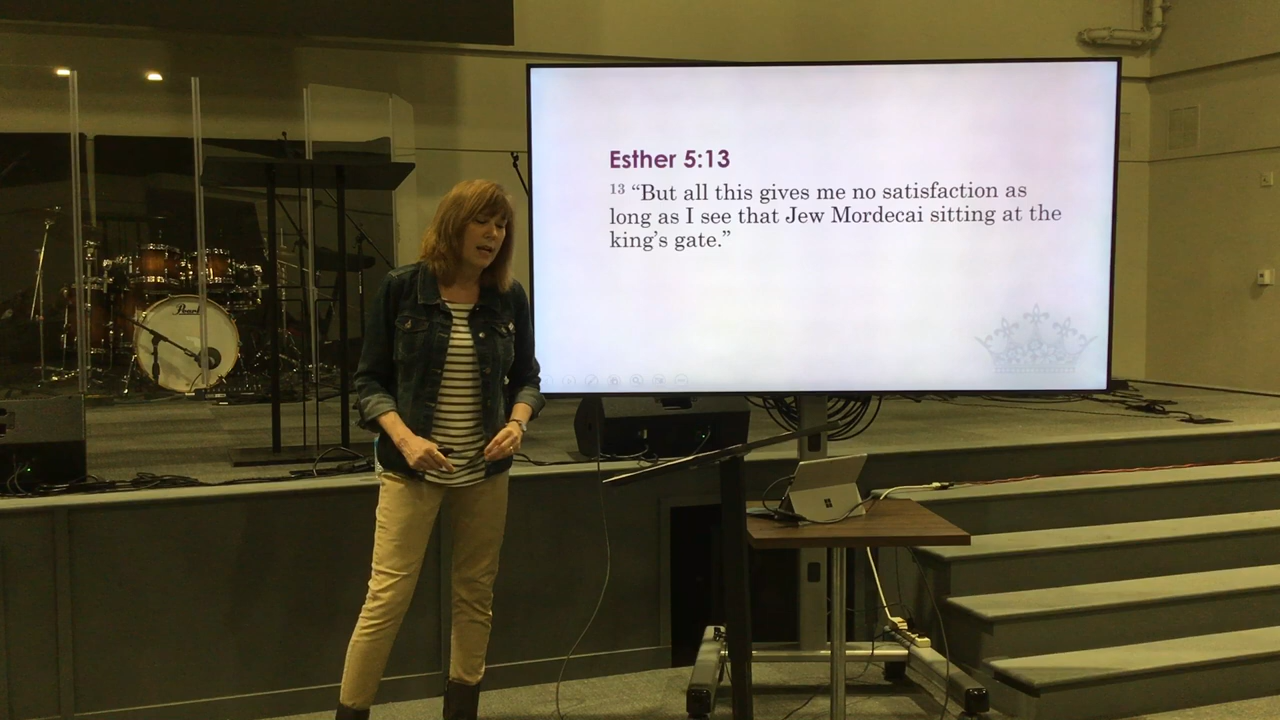 Esther 5:13
13 “But all this gives me no satisfaction as
long as I see that Jew Mordecai sitting at the
king’s gate.”
Pearl